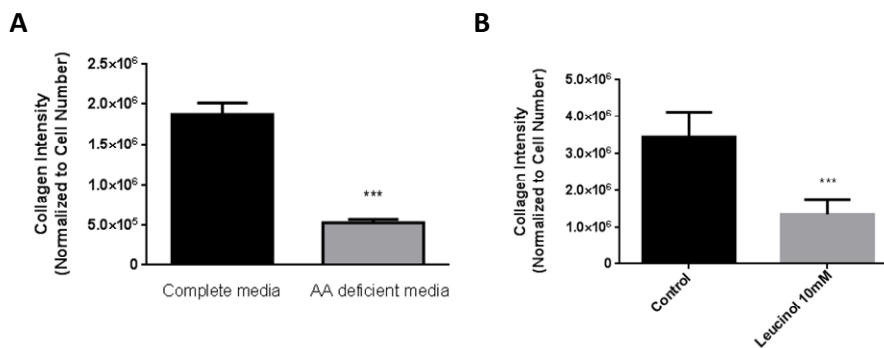 A
Collagen Intensity
(Normalized to Cell Number)
2.5×10⁶
2.0×10⁶
1.5×10⁶
1.0×10⁶
5.0×10⁵
0
***
Complete media
AA deficient media
B
Collagen Intensity
(Normalized to Cell Number)
5.0×10⁶
4.0×10⁶
3.0×10⁶
2.0×10⁶
1.0×10⁶
0
***
Control
Leucinol 10mM